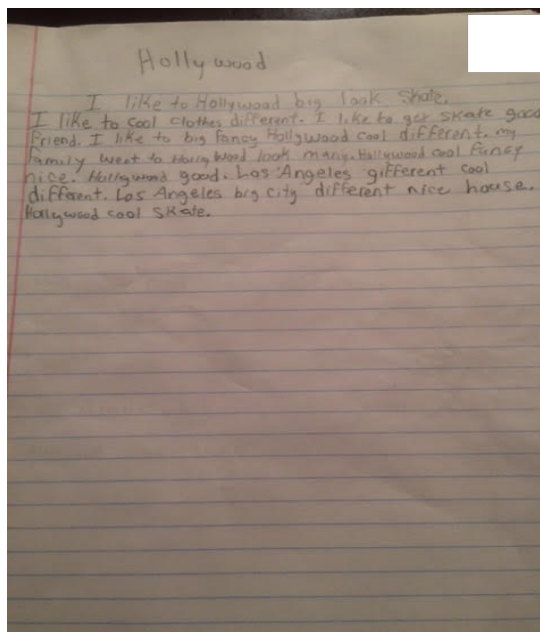 Hollywood
I like to Hollywood big look Skate.
I like to cool clothes different. I like to get skate good
friend. I like to big fancy Hollywood cool different. my
family went to Hollywood look many. Hollywood cool fancy
nice. Hollywood good. Los Angeles gifferent cool
different. Los Angeles big city different nice house.
Hollywood cool skate.